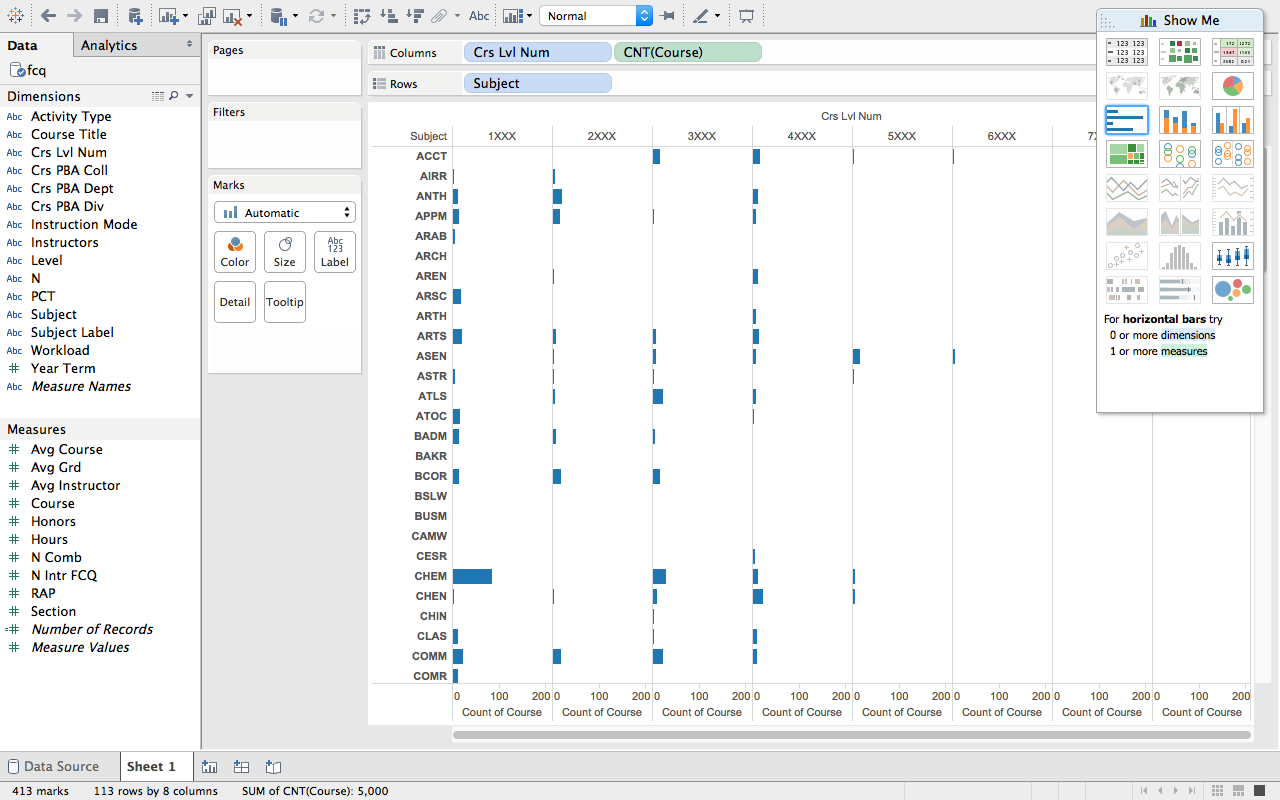 Abc
Normal
Show Me
Data
Analytics
fcq
Dimensions
Abc Activity Type
Abc Course Title
Abc Crs Lvl Num
Abc Crs PBA Coll
Abc Crs PBA Dept
Abc Crs PBA Div
Abc Instruction Mode
Abc Instructors
Abc Level
Abc N
Abc PCT
Abc Subject
Abc Subject Label
Abc Workload
# Year Term
Abc Measure Names
Measures
# Avg Course
# Avg Grd
# Avg Instructor
# Course
# Honors
# Hours
# N Comb
# N Intr FCQ
# RAP
# Section
=# Number of Records
# Measure Values
Pages
Filters
Marks
Automatic
Color
Size
Abc
123
Label
Detail
Tooltip
Columns Crs Lvl Num CNT(Course)
Rows Subject
Crs Lvl Num
Subject 1XXX 2XXX 3XXX 4XXX 5XXX 6XXX
ACCT
AIRR
ANTH
APPM
ARAB
ARCH
AREN
ARSC
ARTH
ARTS
ASEN
ASTR
ATLS
ATOC
BADM
BAKR
BCOR
BSLW
BUSM
CAMW
CESR
CHEM
CHEN
CHIN
CLAS
COMM
COMR
0 100 200 0 100 200 0 100 200 0 100 200 0 100 200 0 100 200 0 100 200 0 100 200
Count of Course Count of Course Count of Course Count of Course Count of Course Count of Course Count of Course Count of Course
123 123
123 123
123 123
For horizontal bars try
0 or more dimensions
1 or more measures
Data Source
Sheet 1
413 marks 113 rows by 8 columns SUM of CNT(Course): 5,000